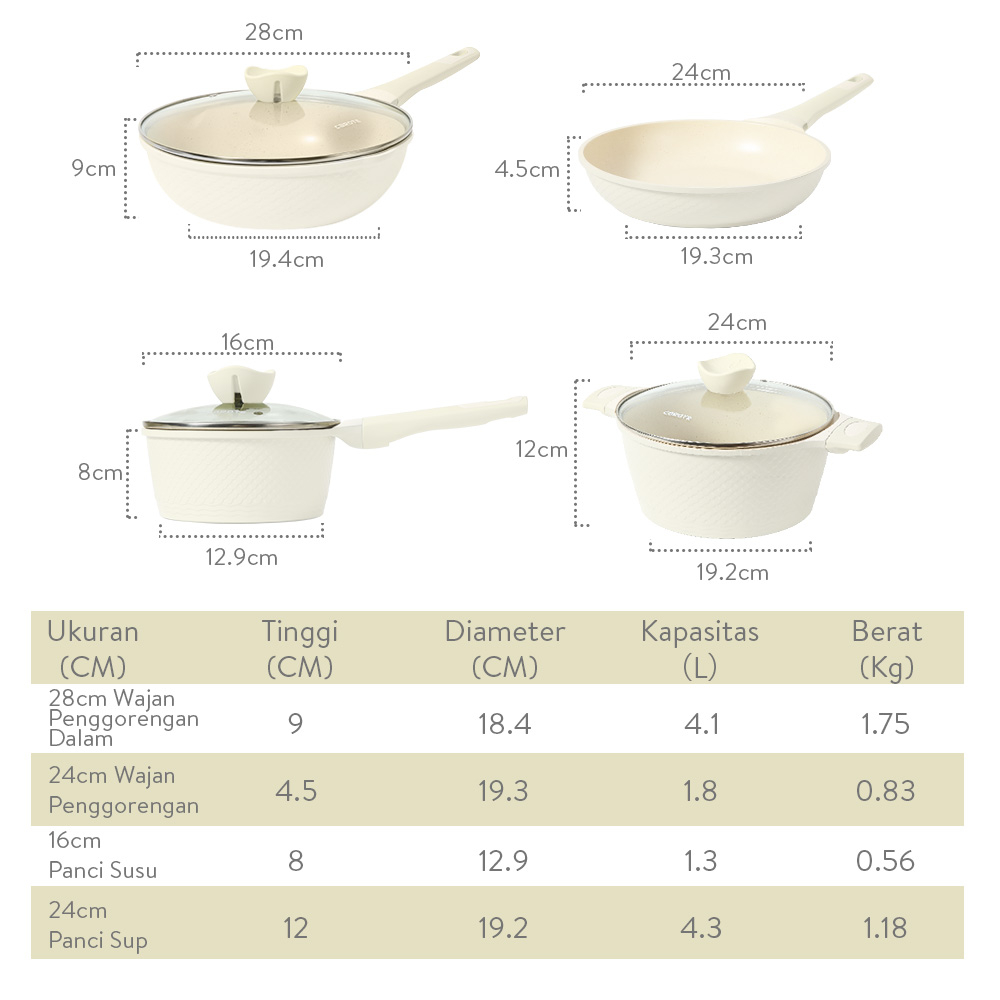 28cm
24cm
9cm
4.5cm
CAROTE
19.4cm
19.3cm
16cm
24cm
8cm
12cm
CAROTE
12.9cm
19.2cm
Ukuran (CM) Tinggi (CM) Diameter (CM) Kapasitas (L) Berat (Kg)
28cm Wajan
Penggorengan
Dalam
9 18.4 4.1 1.75
24cm Wajan
Penggorengan
4.5 19.3 1.8 0.83
16cm
Panci Susu
8 12.9 1.3 0.56
24cm
Panci Sup
12 19.2 4.3 1.18